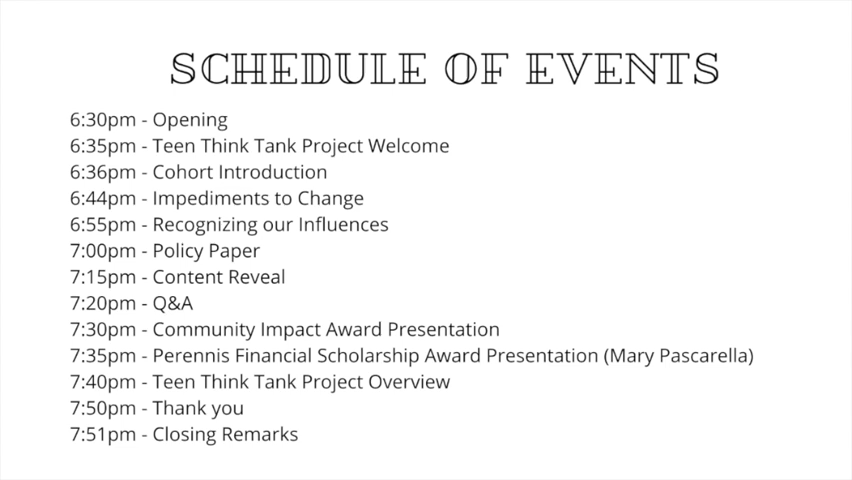 SCHEDULE OF EVENTS
6:30pm - Opening
6:35pm - Teen Think Tank Project Welcome
6:36pm - Cohort Introduction
6:44pm - Impediments to Change
6:55pm - Recognizing our Influences
7:00pm - Policy Paper
7:15pm - Content Reveal
7:20pm - Q&A
7:30pm - Community Impact Award Presentation
7:35pm - Perennis Financial Scholarship Award Presentation (Mary Pascarella)
7:40pm - Teen Think Tank Project Overview
7:50pm - Thank you
7:51pm - Closing Remarks